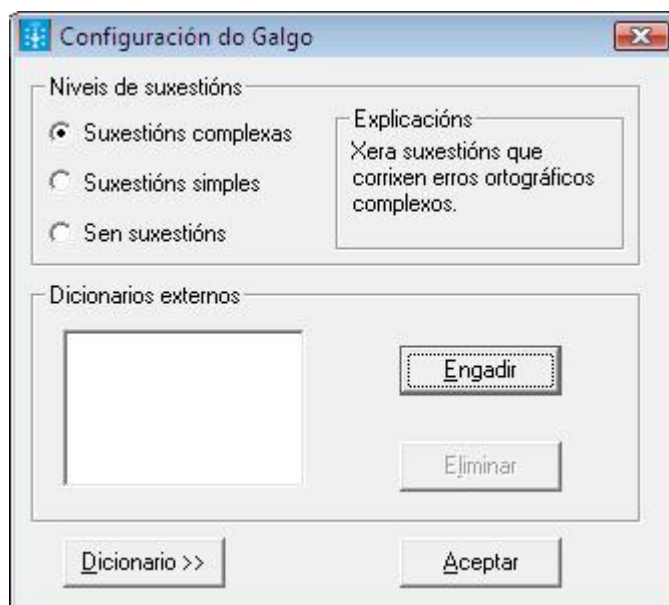 Configuración do Galgo
Niveis de suxestións
Suxestións complexas
Suxestións simples
Sen suxestións
Explicacións
Xera suxestións que
corrixen erros ortográficos
complexos.
Dicionarios externos
Engadir
Eliminar
Dicionario >>
Aceptar